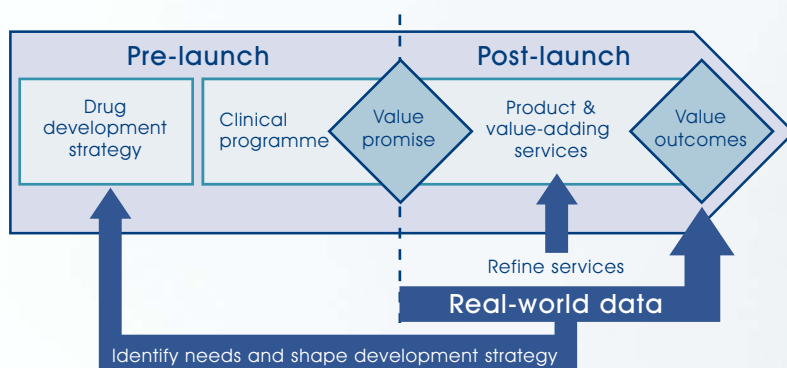 Pre-launch
Post-launch
Drug
development
strategy
Clinical
programme
Value
promise
Product &
value-adding
services
Value
outcomes
Refine services
Real-world data
Identify needs and shape development strategy